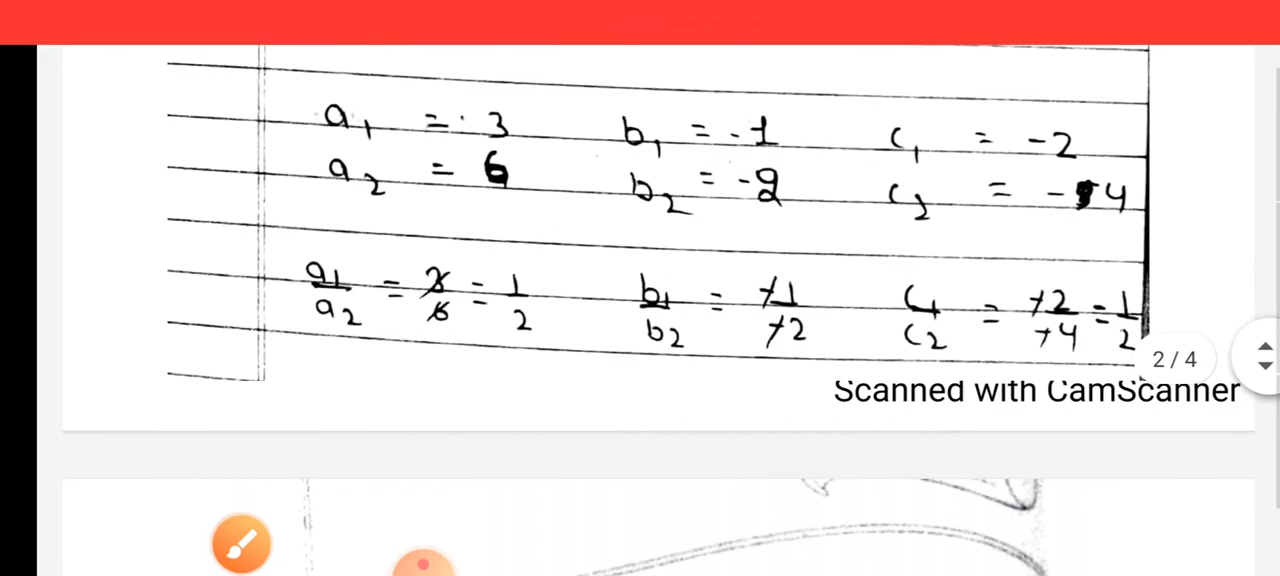 a₁ = 3 b₁ = -1 c₁ = -2
a₂ = 6 b₂ = -2 c₂ = -4
a₁/a₂ = 3/6 = 1/2 b₁/b₂ = -1/-2 c₁/c₂ = -2/-4 = 1/2
2 / 4
Scanned with CamScanner